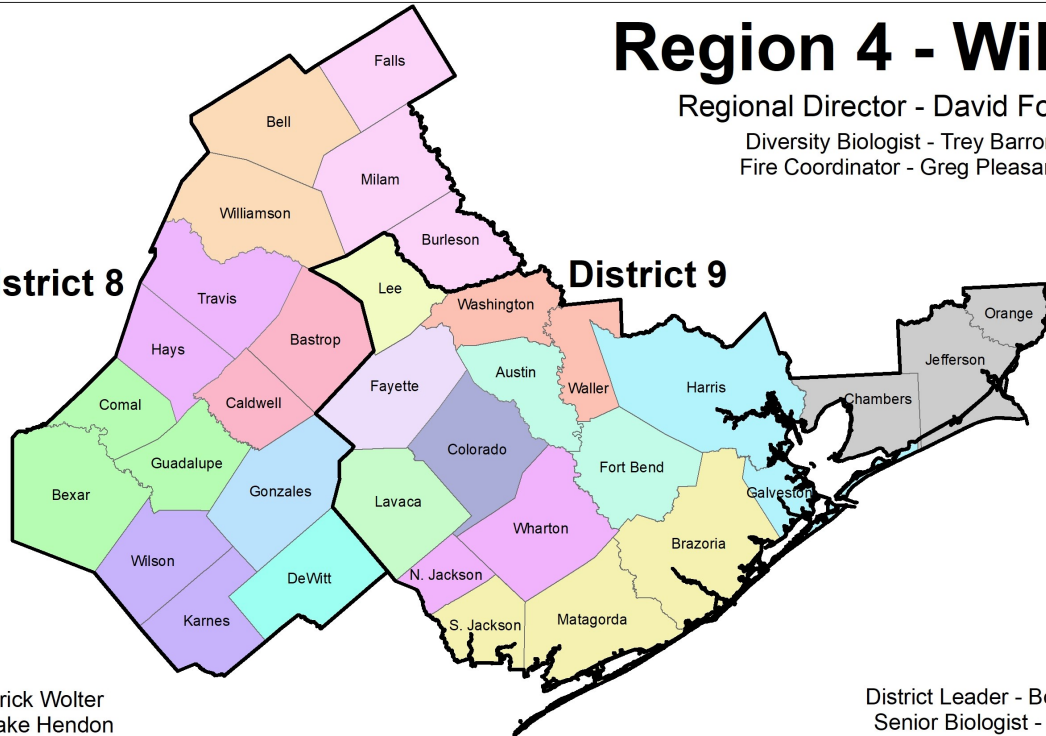 Region 4 - Wil
Regional Director - David Fo
Diversity Biologist - Trey Barron
Fire Coordinator - Greg Pleasan
strict 8
District 9
Falls
Bell
Milam
Williamson
Burleson
Lee
Washington
Travis
Bastrop
Hays
Austin
Waller
Harris
Orange
Jefferson
Chambers
Fayette
Comal
Caldwell
Colorado
Guadalupe
Fort Bend
Bexar
Gonzales
Lavaca
Galveston
Wharton
Brazoria
Wilson
DeWitt
N. Jackson
Karnes
S. Jackson
Matagorda
rick Wolter
ake Hendon
District Leader - B
Senior Biologist -